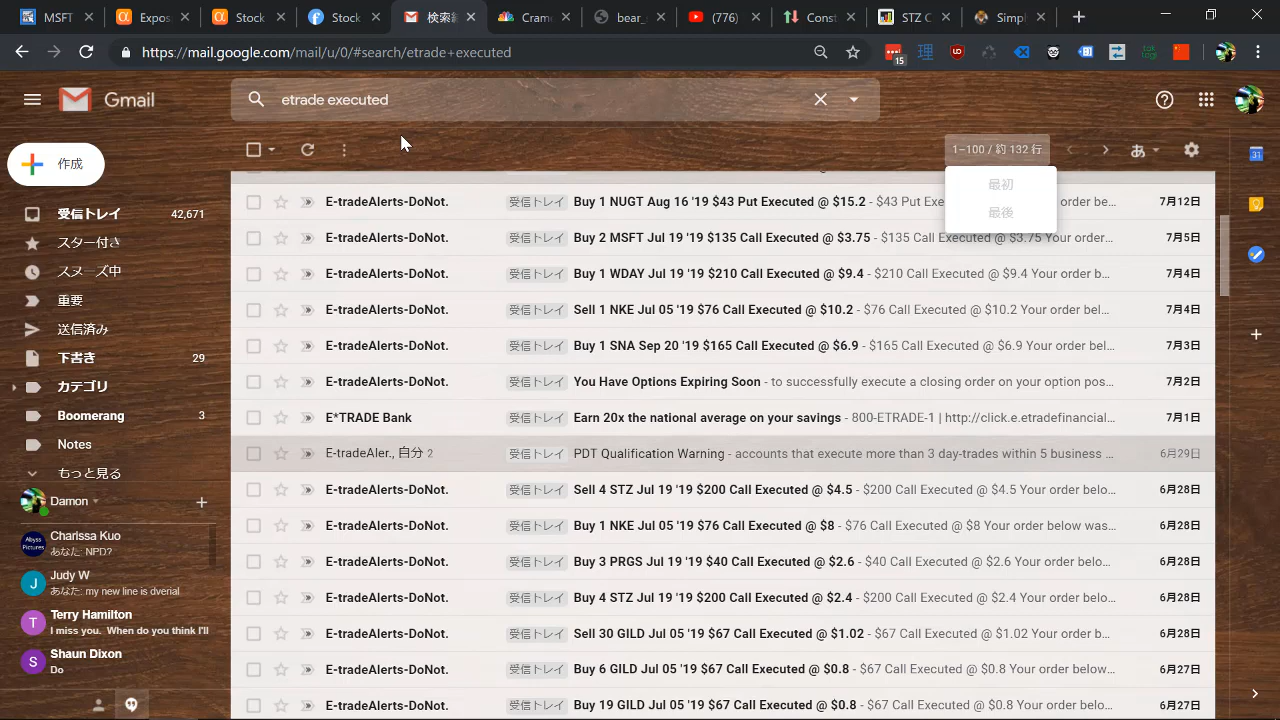 MSFT
Expos
Stock
Stock
検索結
Cram
bear_
(776)
Const
STZ C
Simpl
https://mail.google.com/mail/u/0/#search/etrade+executed
15
Gmail
etrade executed
作成
1–100 / 約 132 行
あ
最初
最後
受信トレイ 42,671
スター付き
スヌーズ中
重要
送信済み
下書き 29
カテゴリ
Boomerang 3
Notes
もっと見る
Damon
Charissa Kuo
あなた: NPD?
Judy W
あなた: my new line is dverial
Terry Hamilton
I miss you. When do you think I'll
Shaun Dixon
Do
E-tradeAlerts-DoNot. 受信トレイ Buy 1 NUGT Aug 16 '19 $43 Put Executed @ $15.2 - $43 Put Exe order be... 7月12日
E-tradeAlerts-DoNot. 受信トレイ Buy 2 MSFT Jul 19 '19 $135 Call Executed @ $3.75 - $135 Call Executed @ $3.75 Your order... 7月5日
E-tradeAlerts-DoNot. 受信トレイ Buy 1 WDAY Jul 19 '19 $210 Call Executed @ $9.4 - $210 Call Executed @ $9.4 Your order b... 7月4日
E-tradeAlerts-DoNot. 受信トレイ Sell 1 NKE Jul 05 '19 $76 Call Executed @ $10.2 - $76 Call Executed @ $10.2 Your order bel... 7月4日
E-tradeAlerts-DoNot. 受信トレイ Buy 1 SNA Sep 20 '19 $165 Call Executed @ $6.9 - $165 Call Executed @ $6.9 Your order bel... 7月3日
E-tradeAlerts-DoNot. 受信トレイ You Have Options Expiring Soon - to successfully execute a closing order on your option pos... 7月2日
E*TRADE Bank 受信トレイ Earn 20x the national average on your savings - 800-ETRADE-1 | http://click.e.etradefinancial... 7月1日
E-tradeAler., 自分 2 受信トレイ PDT Qualification Warning - accounts that execute more than 3 day-trades within 5 business ... 6月29日
E-tradeAlerts-DoNot. 受信トレイ Sell 4 STZ Jul 19 '19 $200 Call Executed @ $4.5 - $200 Call Executed @ $4.5 Your order belo... 6月28日
E-tradeAlerts-DoNot. 受信トレイ Buy 1 NKE Jul 05 '19 $76 Call Executed @ $8 - $76 Call Executed @ $8 Your order below was... 6月28日
E-tradeAlerts-DoNot. 受信トレイ Buy 3 PRGS Jul 19 '19 $40 Call Executed @ $2.6 - $40 Call Executed @ $2.6 Your order belo... 6月28日
E-tradeAlerts-DoNot. 受信トレイ Buy 4 STZ Jul 19 '19 $200 Call Executed @ $2.4 - $200 Call Executed @ $2.4 Your order belo... 6月28日
E-tradeAlerts-DoNot. 受信トレイ Sell 30 GILD Jul 05 '19 $67 Call Executed @ $1.02 - $67 Call Executed @ $1.02 Your order b... 6月28日
E-tradeAlerts-DoNot. 受信トレイ Buy 6 GILD Jul 05 '19 $67 Call Executed @ $0.8 - $67 Call Executed @ $0.8 Your order belo... 6月27日
E-tradeAlerts-DoNot. 受信トレイ Buy 19 GILD Jul 05 '19 $67 Call Executed @ $0.8 - $67 Call Executed @ $0.8 Your order bel... 6月27日